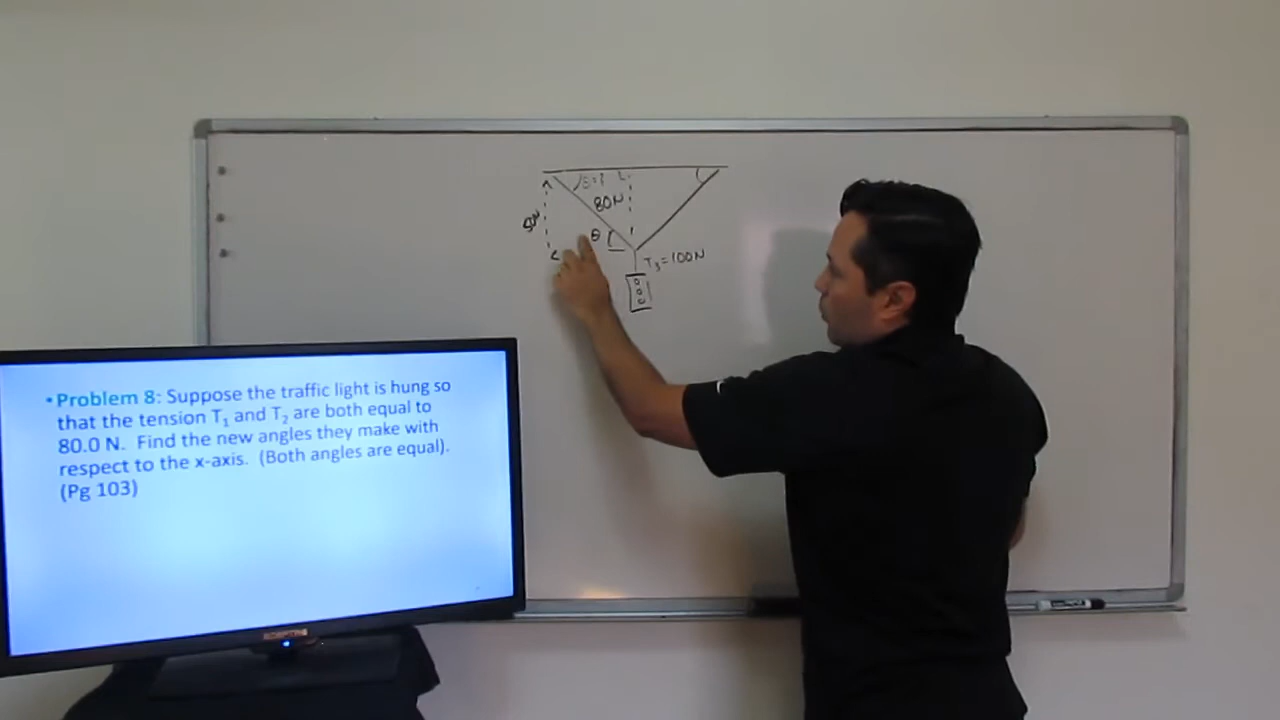 θ=?
80N
50N
θ
T3=100N
• Problem 8: Suppose the traffic light is hung so
that the tension T1 and T2 are both equal to
80.0 N. Find the new angles they make with
respect to the x-axis. (Both angles are equal).
(Pg 103)